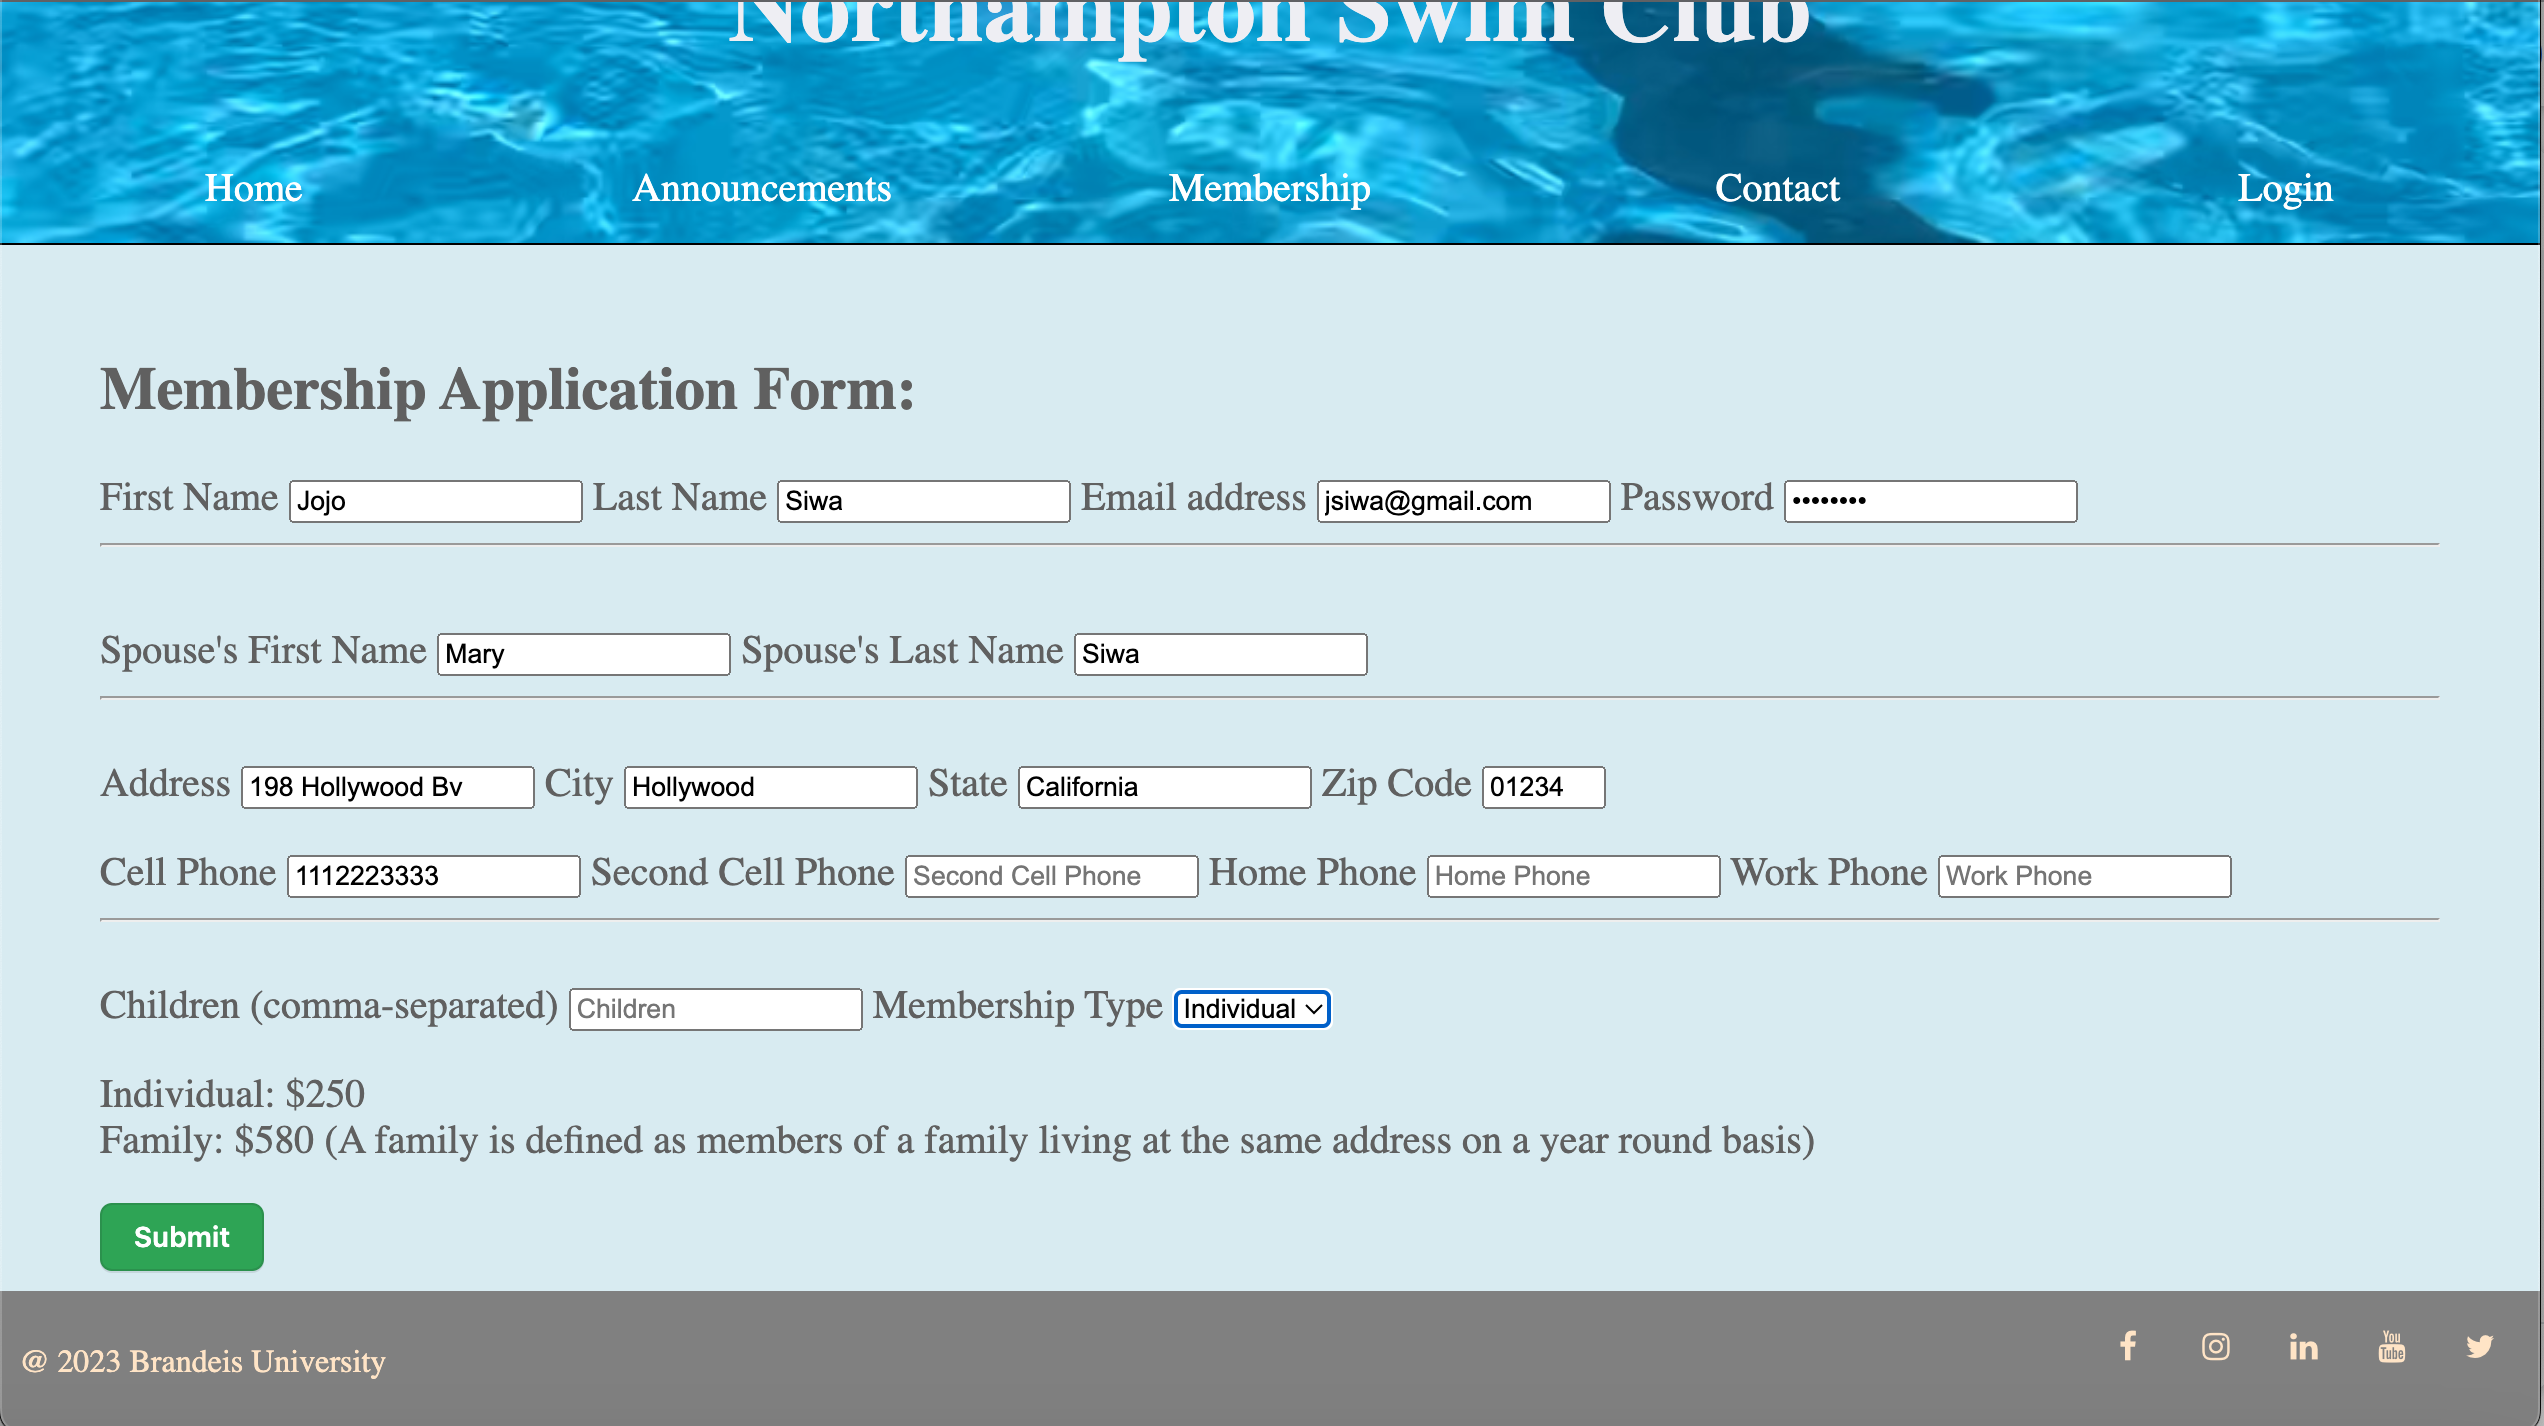 Northampton Swim Club
Home Announcements Membership Contact Login
Membership Application Form:
First Name Jojo Last Name Siwa Email address jsiwa@gmail.com Password ••••••••
Spouse's First Name Mary Spouse's Last Name Siwa
Address 198 Hollywood Bv City Hollywood State California Zip Code 01234
Cell Phone 1112223333 Second Cell Phone Second Cell Phone Home Phone Home Phone Work Phone Work Phone
Children (comma-separated) Children Membership Type Individual
Individual: $250
Family: $580 (A family is defined as members of a family living at the same address on a year round basis)
Submit
@ 2023 Brandeis University
You
Tube